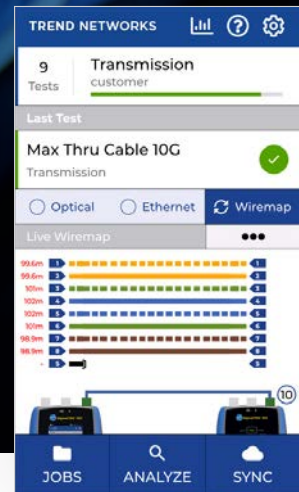 TREND NETWORKS
9 Transmission
Tests customer
Last Test
Max Thru Cable 10G
Transmission
Optical Ethernet Wiremap
Live Wiremap
99.6m 1 1
99.6m 2 2
101m 3 3
102m 4 4
102m 5 5
101m 6 6
98.9m 7 7
98.9m 8 8
- S S
10
JOBS ANALYZE SYNC